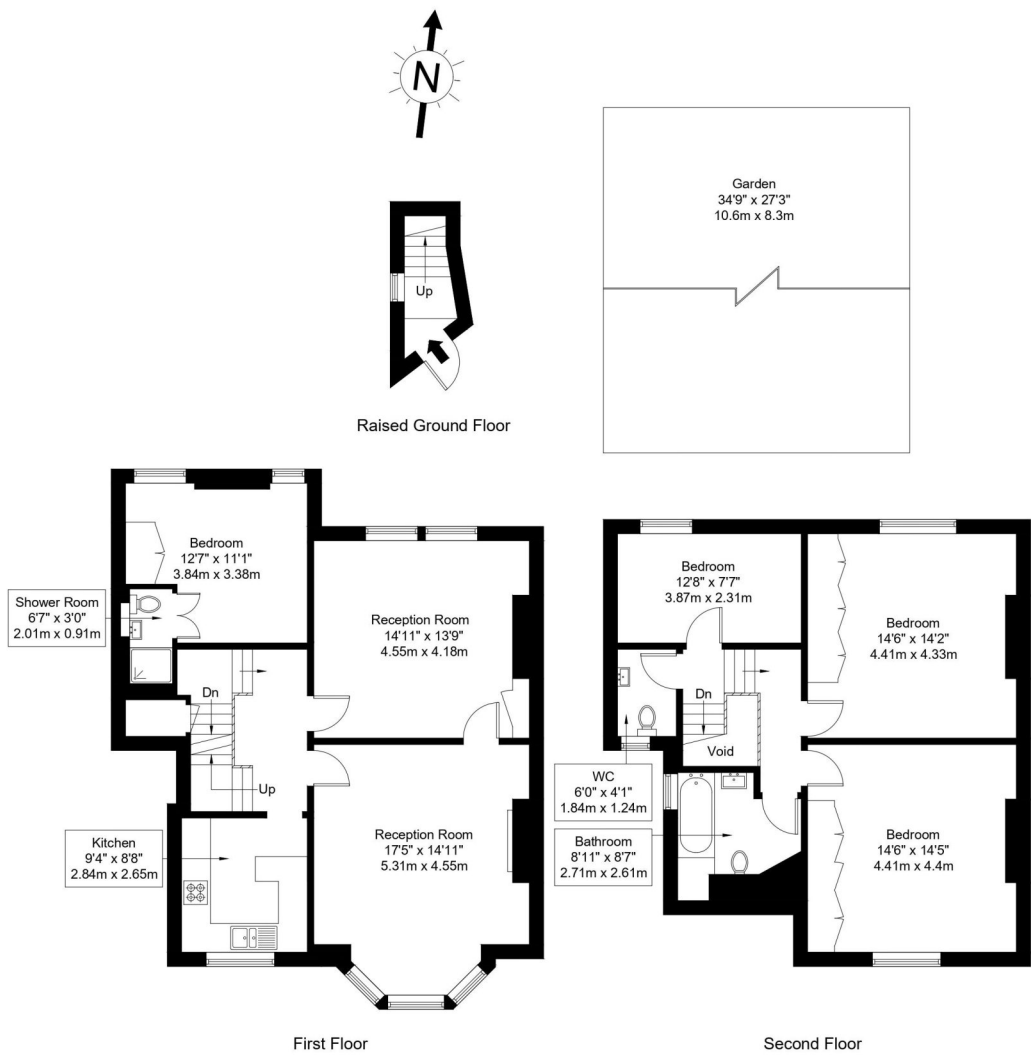 N
Garden
34'9" x 27'3"
10.6m x 8.3m
Up
Raised Ground Floor
Bedroom
12'7" x 11'1"
3.84m x 3.38m
Shower Room
6'7" x 3'0"
2.01m x 0.91m
Reception Room
14'11" x 13'9"
4.55m x 4.18m
Dn
Up
Kitchen
9'4" x 8'8"
2.84m x 2.65m
Reception Room
17'5" x 14'11"
5.31m x 4.55m
First Floor
Bedroom
12'8" x 7'7"
3.87m x 2.31m
Bedroom
14'6" x 14'2"
4.41m x 4.33m
Dn
Void
WC
6'0" x 4'1"
1.84m x 1.24m
Bathroom
8'11" x 8'7"
2.71m x 2.61m
Bedroom
14'6" x 14'5"
4.41m x 4.4m
Second Floor